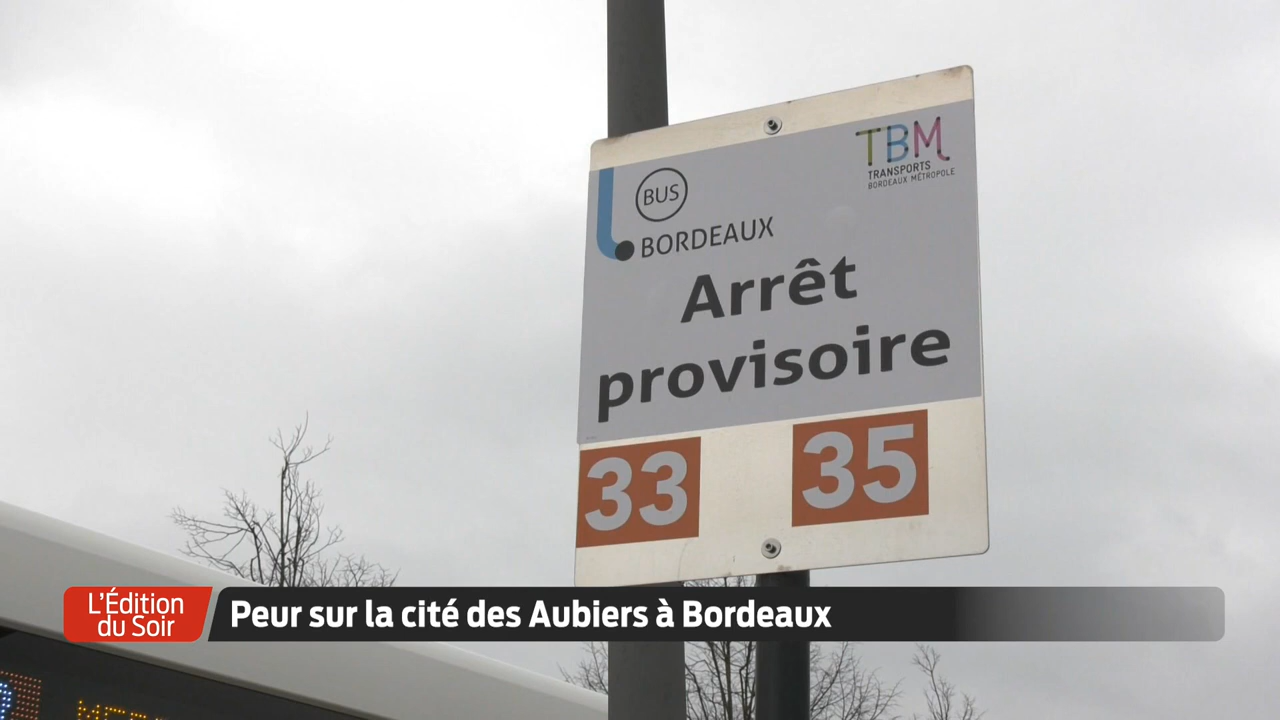 TBM
TRANSPORTS
BORDEAUX MÉTROPOLE
BUS
BORDEAUX
Arrêt
provisoire
33 35
L'Édition
du Soir
Peur sur la cité des Aubiers à Bordeaux